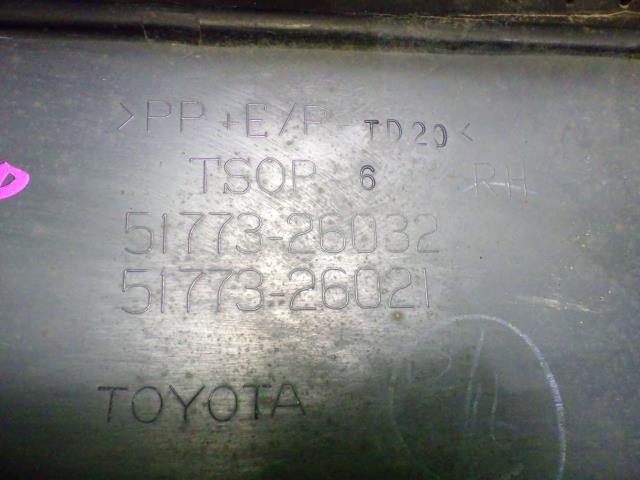 >PP+E/P-TD20<
TSOP 6 RH
51773-26032
51773-26021
TOYOTA